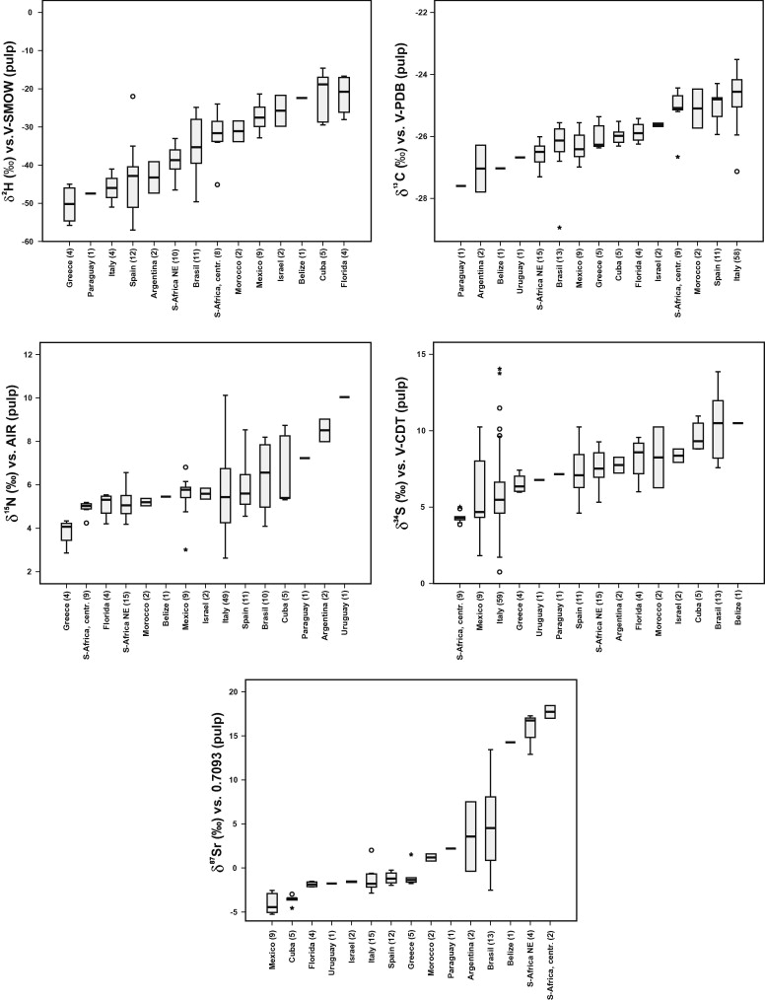 δ²H (‰) vs.V-SMOW (pulp)
0
-10
-20
-30
-40
-50
-60
Greece (4)
Paraguay (1)
Italy (4)
Spain (12)
Argentina (2)
S-Africa NE (10)
Brasil (11)
S-Africa, centr. (8)
Morocco (2)
Mexico (9)
Israel (2)
Belize (1)
Cuba (5)
Florida (4)
δ¹³C (‰) vs. V-PDB (pulp)
-22
-24
-26
-28
Paraguay (1)
Argentina (2)
Belize (1)
Uruguay (1)
S-Africa NE (15)
Brasil (13)
Mexico (9)
Greece (5)
Cuba (5)
Florida (4)
Israel (2)
S-Africa, centr. (9)
Morocco (2)
Spain (11)
Italy (58)
δ¹⁵N (‰) vs. AIR (pulp)
12
10
8
6
4
2
Greece (4)
S-Africa, centr. (9)
Florida (4)
S-Africa NE (15)
Morocco (2)
Belize (1)
Mexico (9)
Israel (2)
Italy (49)
Spain (11)
Brasil (10)
Cuba (5)
Paraguay (1)
Argentina (2)
Uruguay (1)
δ³⁴S (‰) vs. V-CDT (pulp)
15
10
5
0
S-Africa, centr. (9)
Mexico (9)
Italy (59)
Greece (4)
Uruguay (1)
Paraguay (1)
Spain (11)
S-Africa NE (15)
Argentina (2)
Florida (4)
Morocco (2)
Israel (2)
Cuba (5)
Brasil (13)
Belize (1)
δ⁸⁷Sr (‰) vs. 0.7093 (pulp)
20
15
10
5
0
-5
Mexico (9)
Cuba (5)
Florida (4)
Uruguay (1)
Israel (2)
Italy (15)
Spain (12)
Greece (5)
Morocco (2)
Paraguay (1)
Argentina (2)
Brasil (13)
Belize (1)
S-Africa NE (4)
S-Africa, centr. (2)